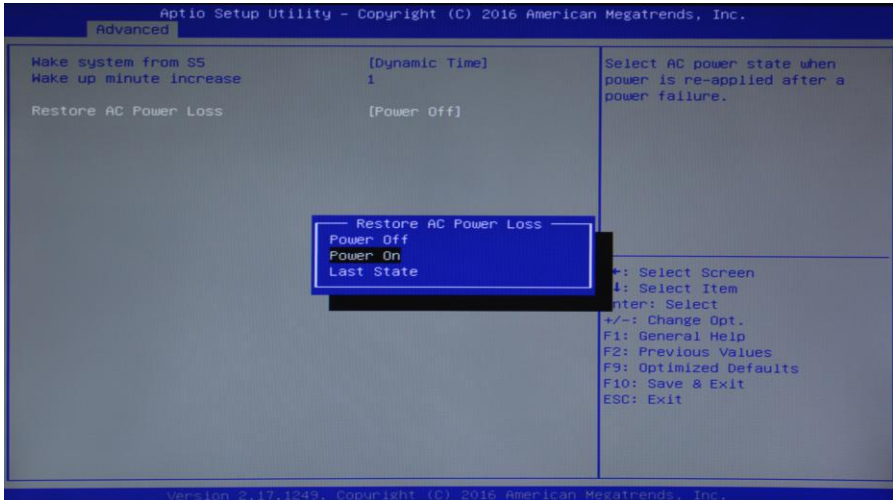 Aptio Setup Utility – Copyright (C) 2016 American Megatrends, Inc.
Advanced
Wake system from S5 [Dynamic Time]
Wake up minute increase 1
Restore AC Power Loss [Power Off]
Select AC power state when
power is re-applied after a
power failure.
Restore AC Power Loss
Power Off
Power On
Last State
: Select Screen
: Select Item
nter: Select
+/-: Change Opt.
F1: General Help
F2: Previous Values
F9: Optimized Defaults
F10: Save & Exit
ESC: Exit
Version 2.17.1249. Copyright (C) 2016 American Megatrends, Inc.